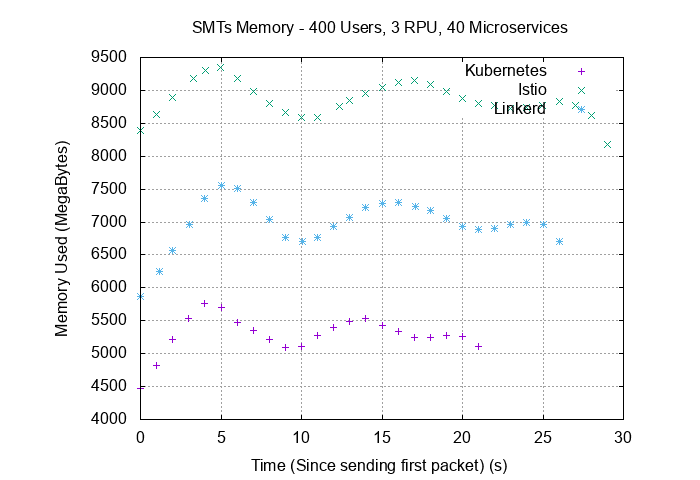 SMTs Memory - 400 Users, 3 RPU, 40 Microservices
9500
9000
8500
8000
7500
7000
6500
6000
5500
5000
4500
4000
Kubernetes
Istio
Linkerd
Memory Used (MegaBytes)
0 5 10 15 20 25 30
Time (Since sending first packet) (s)